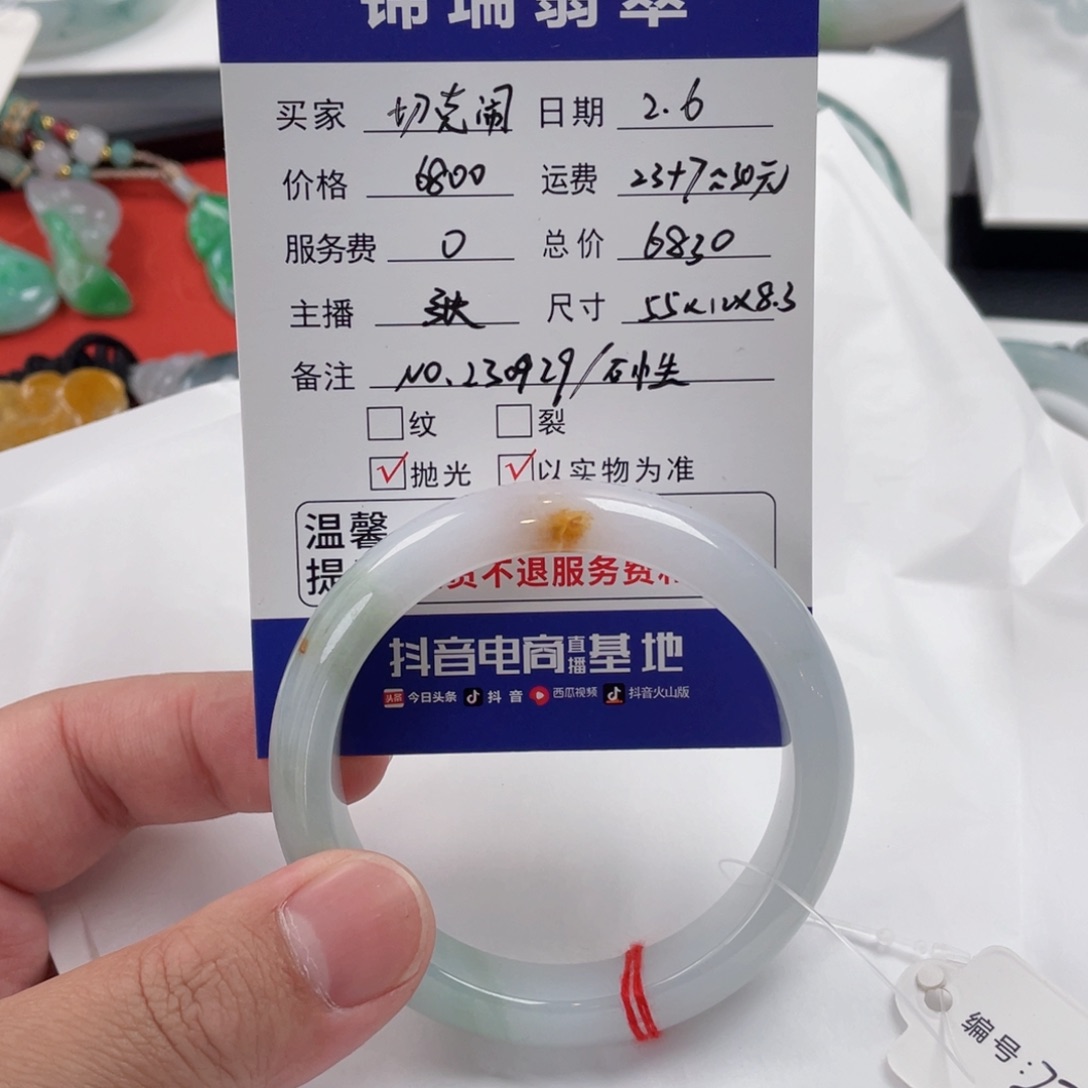 锦瑞翡翠
买家 切克闹 日期 2.6
价格 6800 运费 23+7=30元
服务费 0 总价 6830
主播 尺寸 55x12x8.3
备注 NO.230929/
□纹 □裂
☑抛光 ☑以实物为准
温馨
提 货不退服务费
抖音电商直播基地
头条 今日头条 抖音 西瓜视频 抖音火山版
编号: